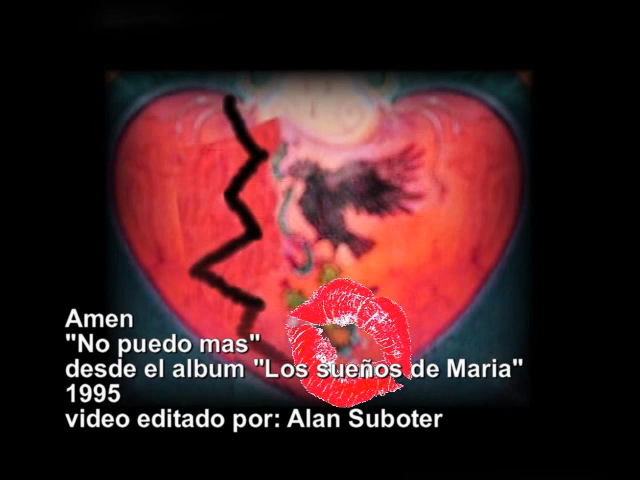 Amen
"No puedo mas"
desde el album "Los sueños de Maria"
1995
video editado por: Alan Suboter